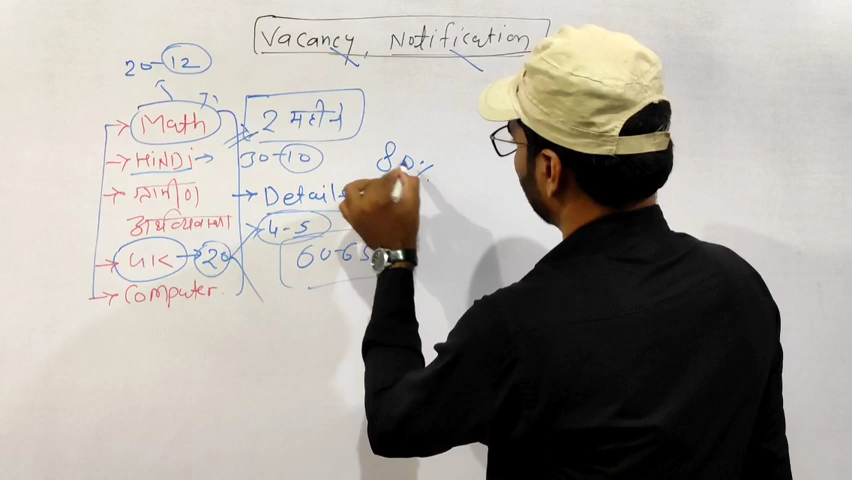 Vacancy, Notification
20-12
Math 2 महीने
HINDI 30-10
ग्रामीण Details
अर्थव्यवस्था 4-5
GK 20 60-65
Computer
80%